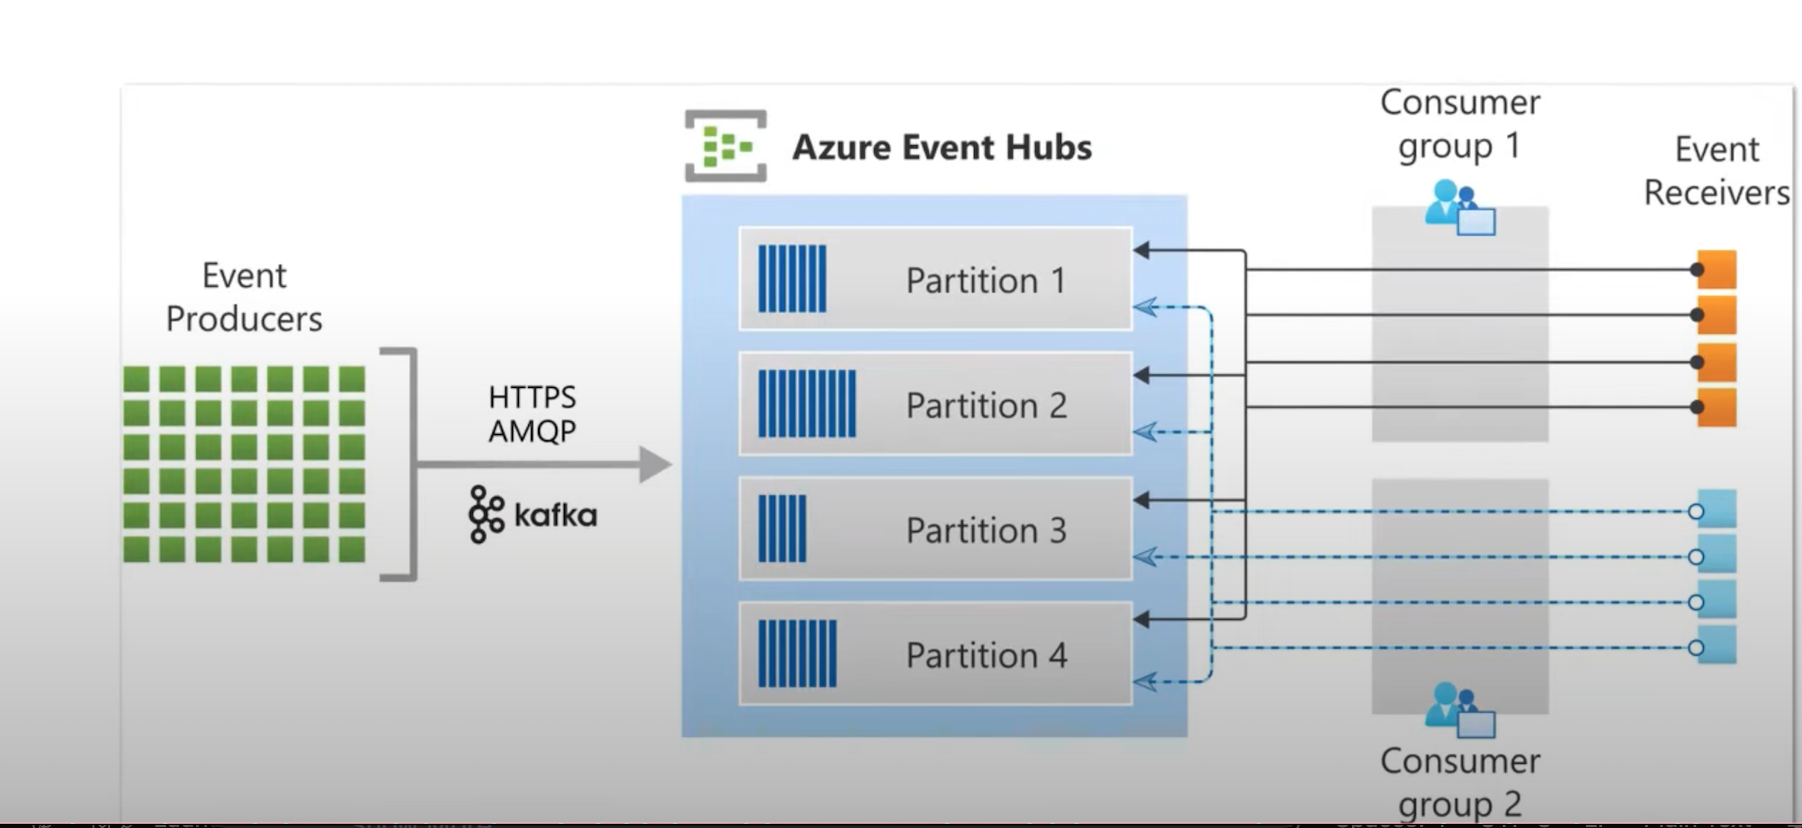 Event
Producers
HTTPS
AMQP
kafka
Azure Event Hubs
Partition 1
Partition 2
Partition 3
Partition 4
Consumer
group 1
Event
Receivers
Consumer
group 2